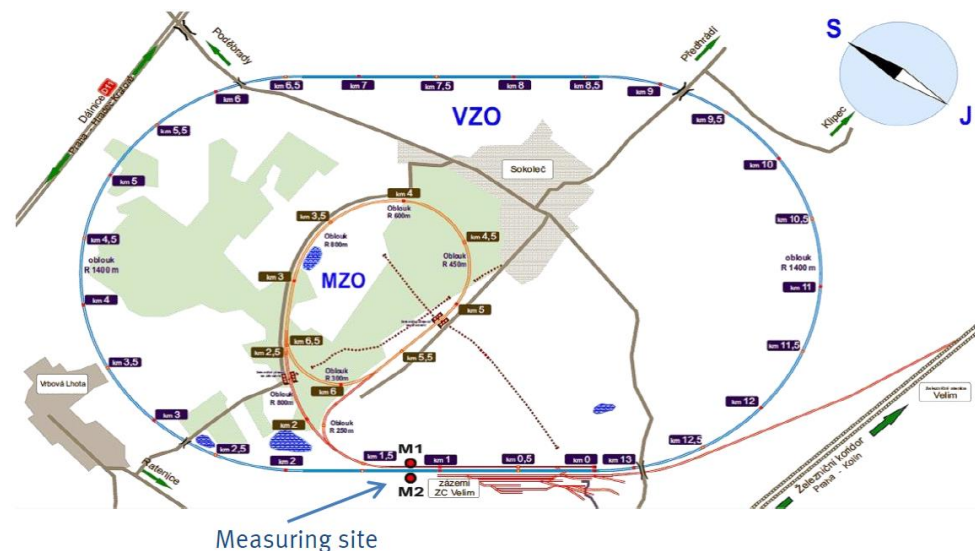 Poděbrady
Předhrádí
S
J
Dálnice D11
Praha - Hradec Králové
km 6
km 6,5
km 7
km 7,5
km 8
km 8,5
km 9
VZO
Klipec
km 5,5
km 9,5
km 5
Sokoleč
km 10
km 4
Oblouk
R 600m
km 3,5
Oblouk
R 800m
km 4,5
oblouk
R 1400 m
km 4,5
Oblouk
R 450m
km 10,5
oblouk
R 1400 m
MZO
km 3
km 4
km 5
km 11
km 6,5
km 2,5
km 5,5
km 11,5
km 3,5
Oblouk
R 300m
km 6
Vrbová Lhota
Oblouk
R 800m
Velim
km 12
km 3
km 2
Oblouk
R 250m
km 12,5
km 2,5
Ratenice
km 2
km 1,5
M1
km 1
km 0,5
km 0
km 13
M2
zázemí
ZC Velim
Železniční koridor
Praha - Kolín
Measuring site